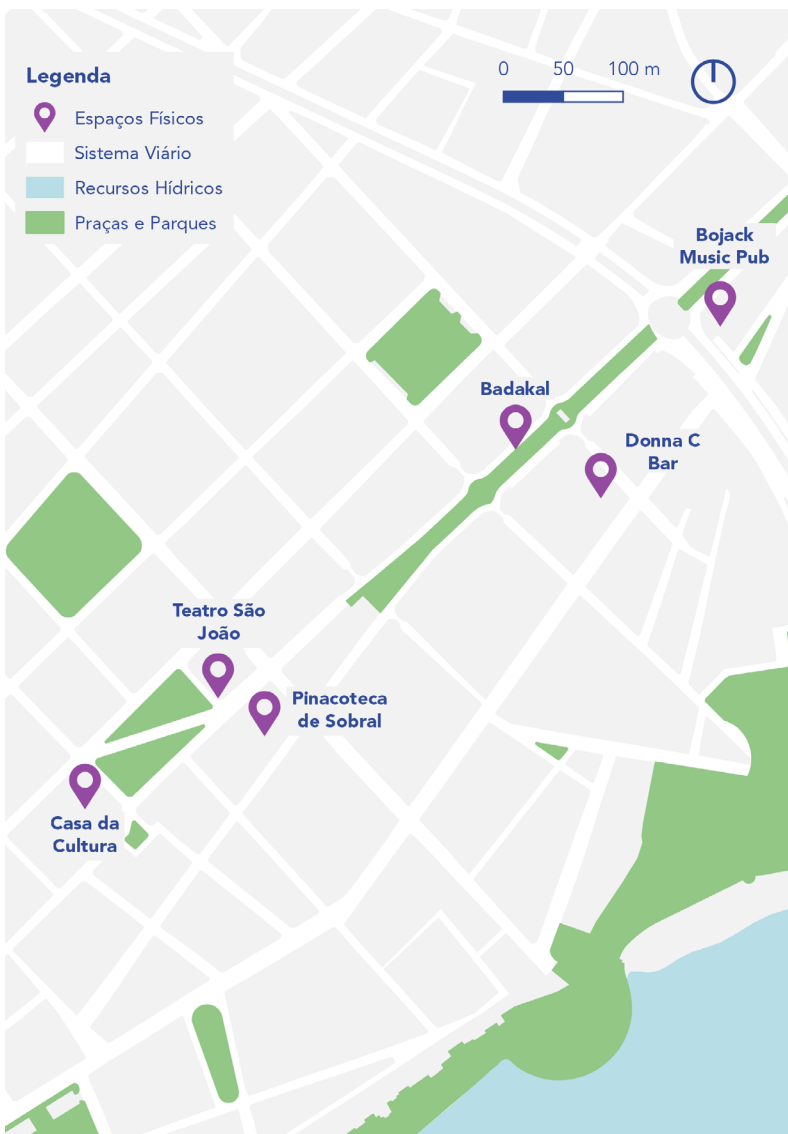 Legenda
Espaços Físicos
Sistema Viário
Recursos Hídricos
Praças e Parques
0 50 100 m
Bojack
Music Pub
Badakal
Donna C
Bar
Teatro São
João
Pinacoteca
de Sobral
Casa da
Cultura